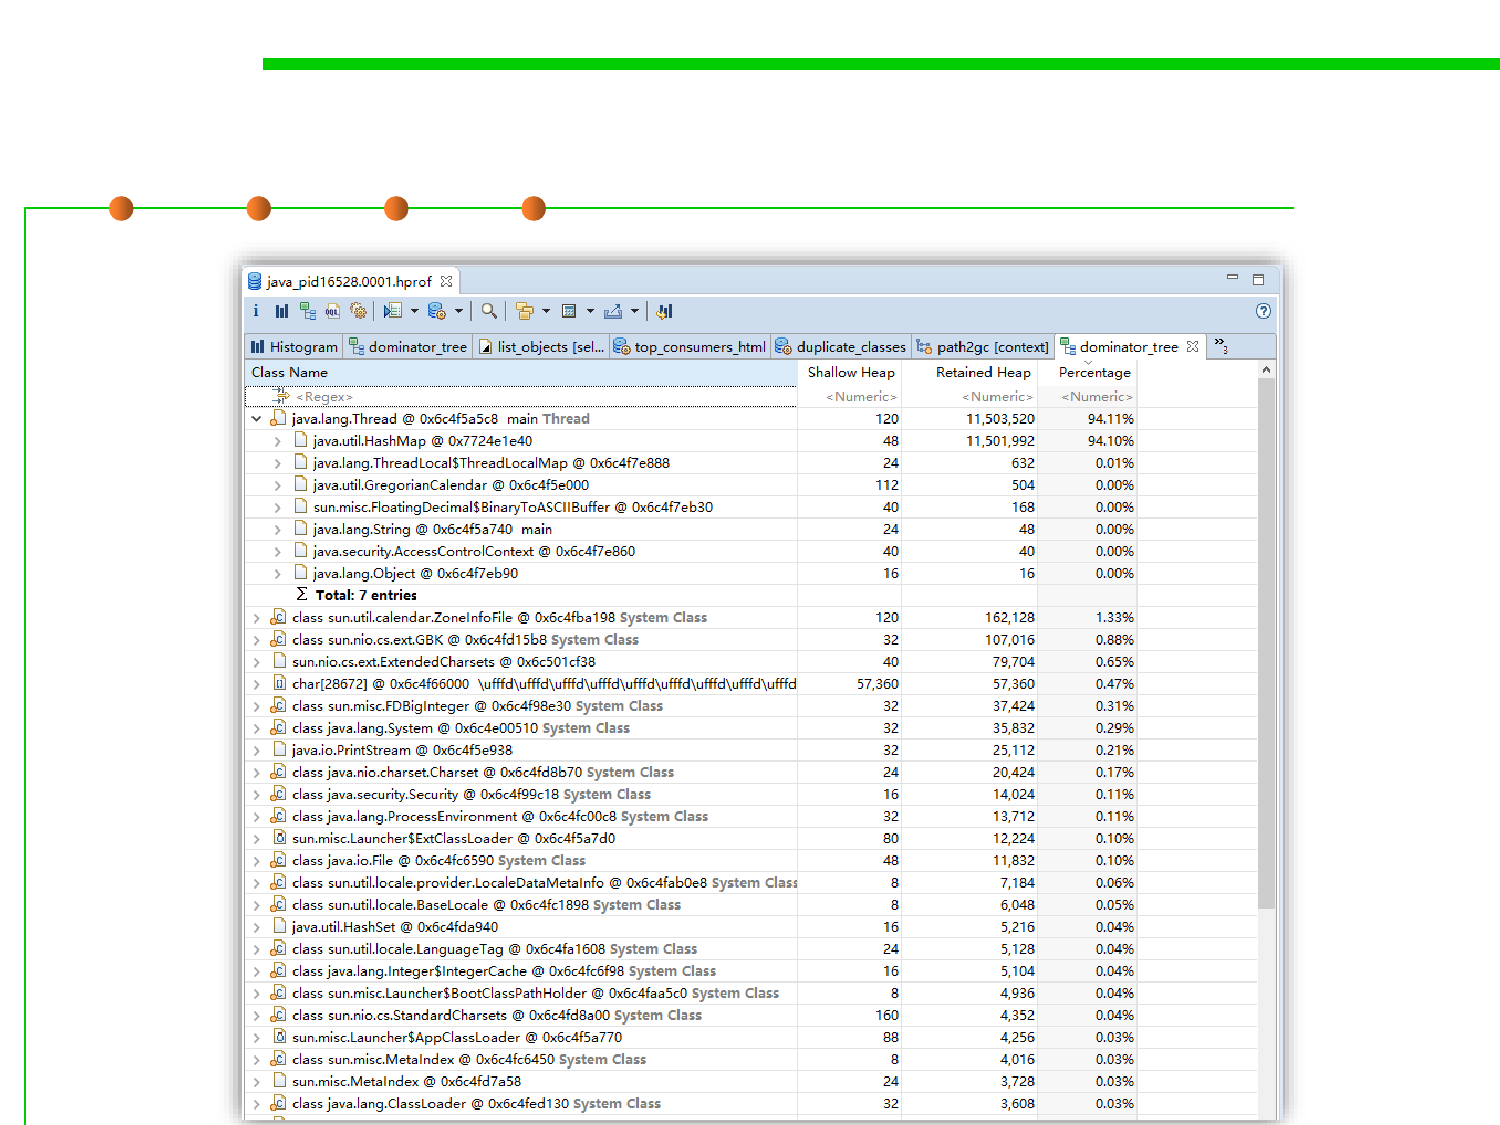 java_pid16528.0001.hprof
i OQL
Histogram dominator_tree list_objects [sel... top_consumers_html duplicate_classes path2gc [context] dominator_tree »3
Class Name Shallow Heap Retained Heap Percentage
<Regex> <Numeric> <Numeric> <Numeric>
java.lang.Thread @ 0x6c4f5a5c8 main Thread 120 11,503,520 94.11%
java.util.HashMap @ 0x7724e1e40 48 11,501,992 94.10%
java.lang.ThreadLocal$ThreadLocalMap @ 0x6c4f7e888 24 632 0.01%
java.util.GregorianCalendar @ 0x6c4f5e000 112 504 0.00%
sun.misc.FloatingDecimal$BinaryToASCIIBuffer @ 0x6c4f7eb30 40 168 0.00%
java.lang.String @ 0x6c4f5a740 main 24 48 0.00%
java.security.AccessControlContext @ 0x6c4f7e860 40 40 0.00%
java.lang.Object @ 0x6c4f7eb90 16 16 0.00%
Σ Total: 7 entries
class sun.util.calendar.ZoneInfoFile @ 0x6c4fba198 System Class 120 162,128 1.33%
class sun.nio.cs.ext.GBK @ 0x6c4fd15b8 System Class 32 107,016 0.88%
sun.nio.cs.ext.ExtendedCharsets @ 0x6c501cf38 40 79,704 0.65%
char[28672] @ 0x6c4f66000 \ufffd\ufffd\ufffd\ufffd\ufffd\ufffd\ufffd\ufffd\ufffd 57,360 57,360 0.47%
class sun.misc.FDBigInteger @ 0x6c4f98e30 System Class 32 37,424 0.31%
class java.lang.System @ 0x6c4e00510 System Class 32 35,832 0.29%
java.io.PrintStream @ 0x6c4f5e938 32 25,112 0.21%
class java.nio.charset.Charset @ 0x6c4fd8b70 System Class 24 20,424 0.17%
class java.security.Security @ 0x6c4f99c18 System Class 16 14,024 0.11%
class java.lang.ProcessEnvironment @ 0x6c4fc00c8 System Class 32 13,712 0.11%
sun.misc.Launcher$ExtClassLoader @ 0x6c4f5a7d0 80 12,224 0.10%
class java.io.File @ 0x6c4fc6590 System Class 48 11,832 0.10%
class sun.util.locale.provider.LocaleDataMetaInfo @ 0x6c4fab0e8 System Class 8 7,184 0.06%
class sun.util.locale.BaseLocale @ 0x6c4fc1898 System Class 8 6,048 0.05%
java.util.HashSet @ 0x6c4fda940 16 5,216 0.04%
class sun.util.locale.LanguageTag @ 0x6c4fa1608 System Class 24 5,128 0.04%
class java.lang.Integer$IntegerCache @ 0x6c4fc6f98 System Class 16 5,104 0.04%
class sun.misc.Launcher$BootClassPathHolder @ 0x6c4faa5c0 System Class 8 4,936 0.04%
class sun.nio.cs.StandardCharsets @ 0x6c4fd8a00 System Class 160 4,352 0.04%
sun.misc.Launcher$AppClassLoader @ 0x6c4f5a770 88 4,256 0.03%
class sun.misc.MetaIndex @ 0x6c4fc6450 System Class 8 4,016 0.03%
sun.misc.MetaIndex @ 0x6c4fd7a58 24 3,728 0.03%
class java.lang.ClassLoader @ 0x6c4fed130 System Class 32 3,608 0.03%